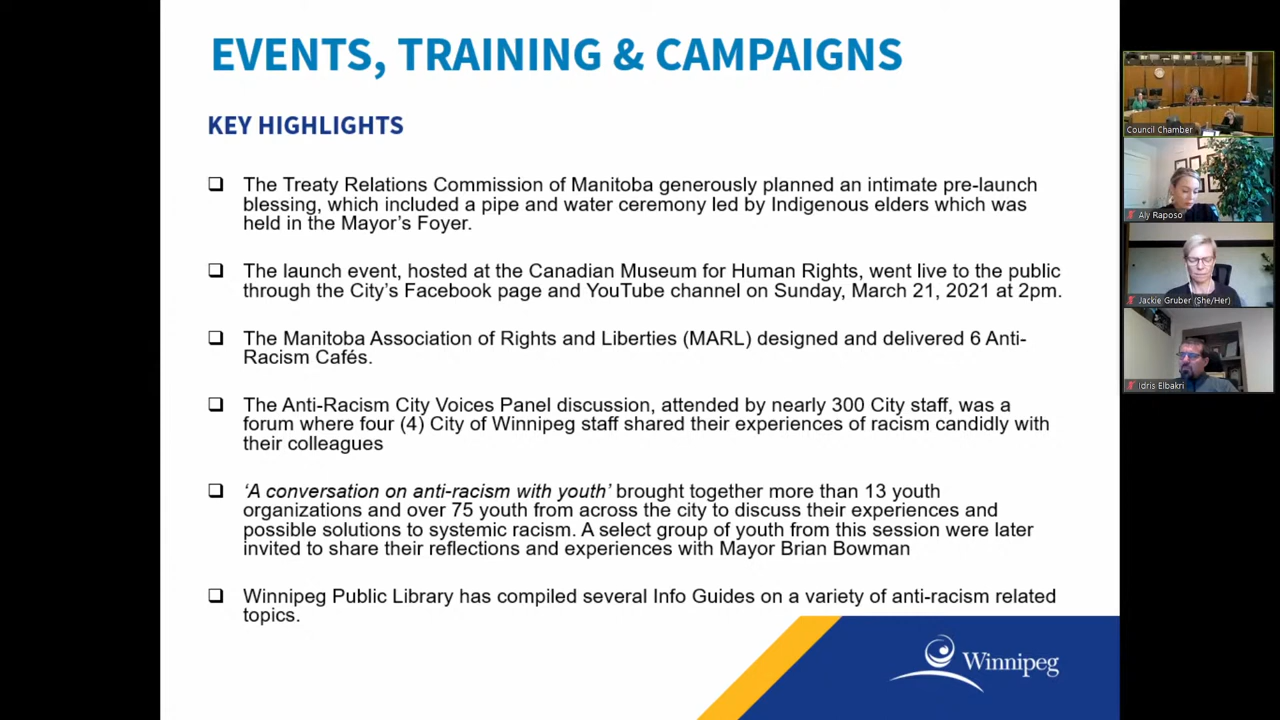 EVENTS, TRAINING & CAMPAIGNS
KEY HIGHLIGHTS
The Treaty Relations Commission of Manitoba generously planned an intimate pre-launch
blessing, which included a pipe and water ceremony led by Indigenous elders which was
held in the Mayor's Foyer.
The launch event, hosted at the Canadian Museum for Human Rights, went live to the public
through the City's Facebook page and YouTube channel on Sunday, March 21, 2021 at 2pm.
The Manitoba Association of Rights and Liberties (MARL) designed and delivered 6 Anti-
Racism Cafés.
The Anti-Racism City Voices Panel discussion, attended by nearly 300 City staff, was a
forum where four (4) City of Winnipeg staff shared their experiences of racism candidly with
their colleagues
'A conversation on anti-racism with youth' brought together more than 13 youth
organizations and over 75 youth from across the city to discuss their experiences and
possible solutions to systemic racism. A select group of youth from this session were later
invited to share their reflections and experiences with Mayor Brian Bowman
Winnipeg Public Library has compiled several Info Guides on a variety of anti-racism related
topics.
Winnipeg
Council Chamber
Aly Raposo
Jackie Gruber (She/Her)
Idris Elbakri